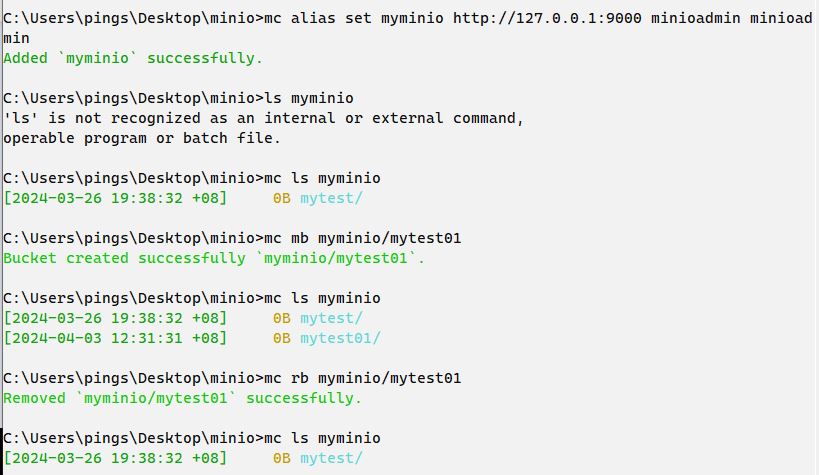 C:\Users\pings\Desktop\minio>mc alias set myminio http://127.0.0.1:9000 minioadmin minioad
min
Added `myminio` successfully.
C:\Users\pings\Desktop\minio>ls myminio
'ls' is not recognized as an internal or external command,
operable program or batch file.
C:\Users\pings\Desktop\minio>mc ls myminio
[2024-03-26 19:38:32 +08]     0B mytest/
C:\Users\pings\Desktop\minio>mc mb myminio/mytest01
Bucket created successfully `myminio/mytest01`.
C:\Users\pings\Desktop\minio>mc ls myminio
[2024-03-26 19:38:32 +08]     0B mytest/
[2024-04-03 12:31:31 +08]     0B mytest01/
C:\Users\pings\Desktop\minio>mc rb myminio/mytest01
Removed `myminio/mytest01` successfully.
C:\Users\pings\Desktop\minio>mc ls myminio
[2024-03-26 19:38:32 +08]     0B mytest/